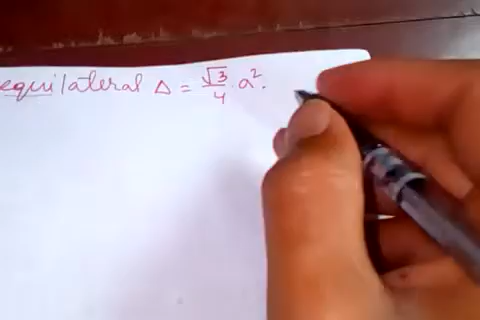 equilateral Δ = √3/4 · a².